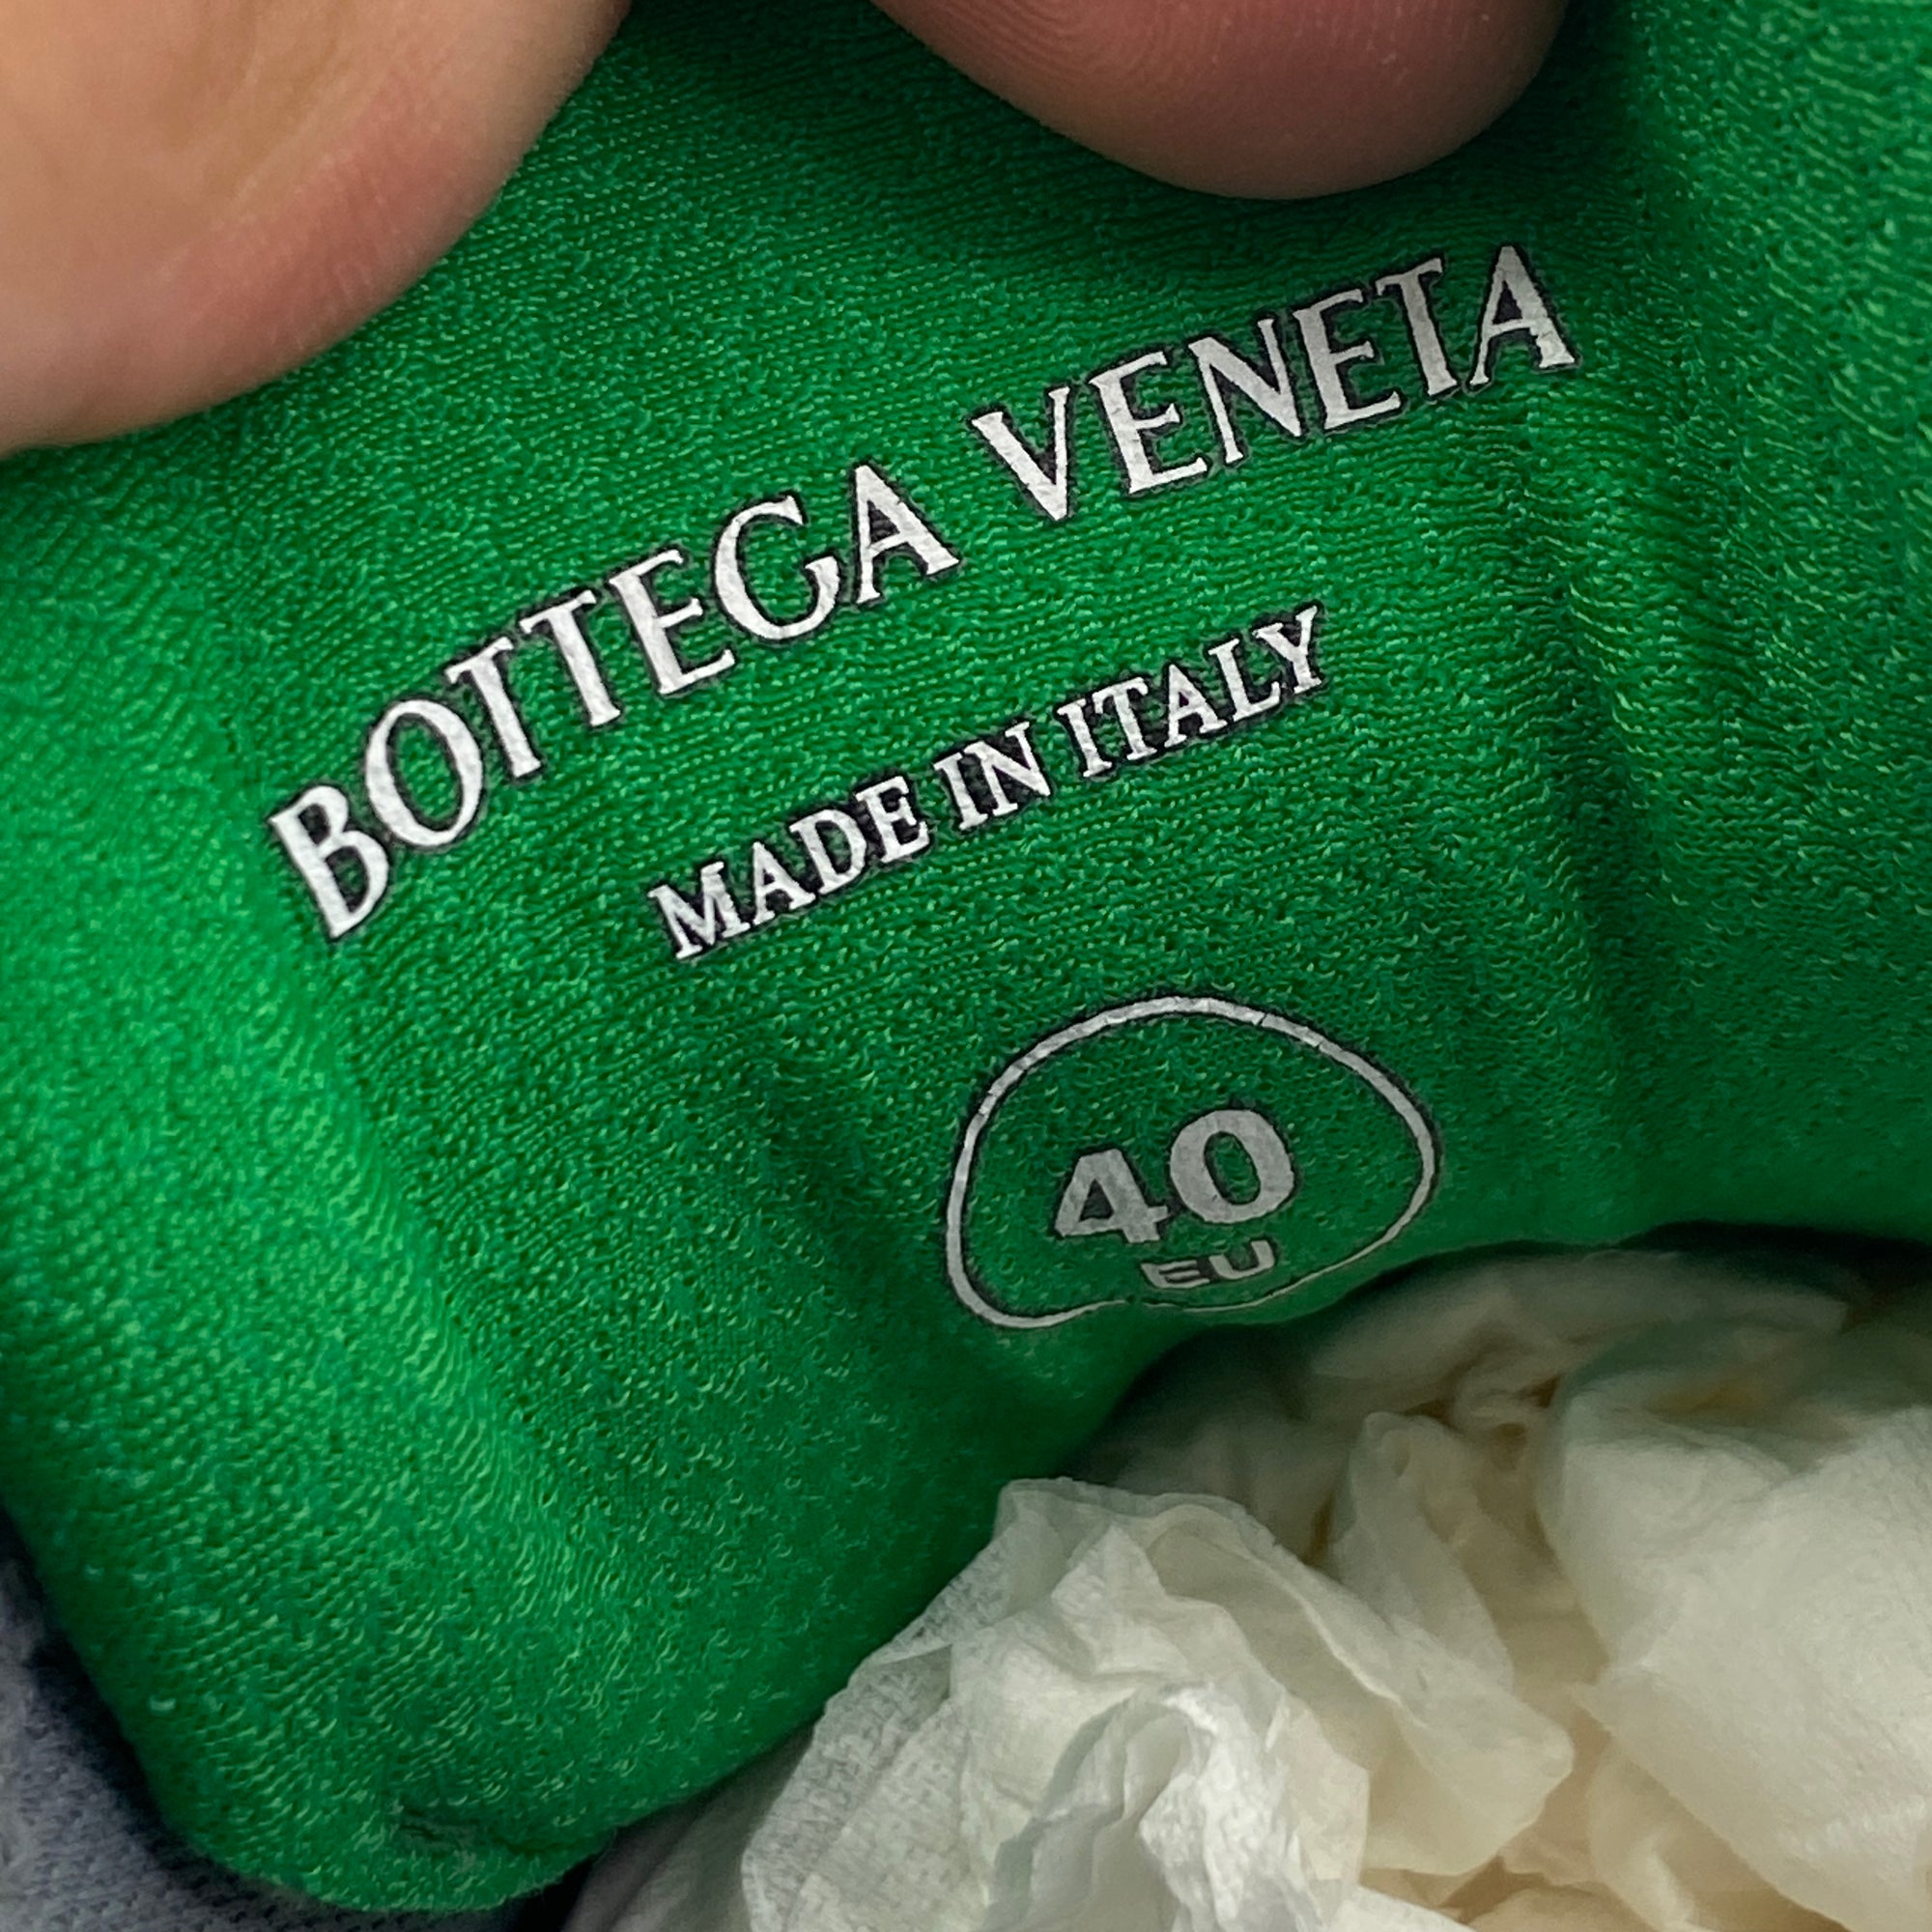 BOTTEGA VENETA
MADE IN ITALY
40
EU